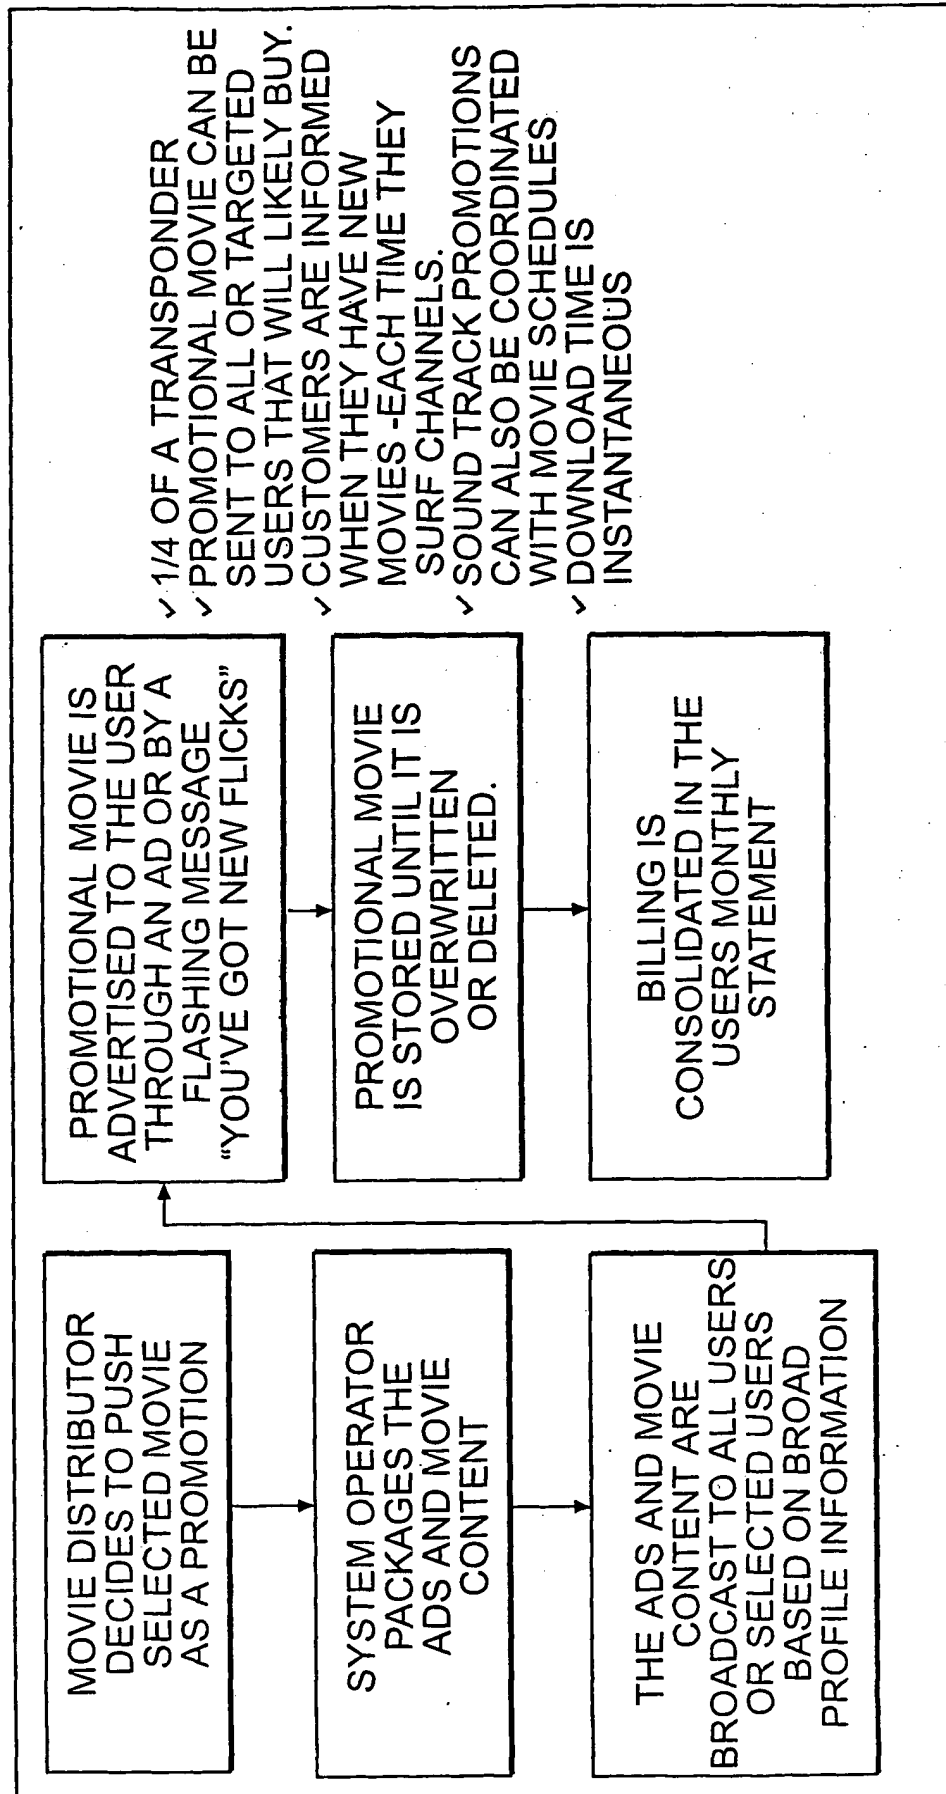 MOVIE DISTRIBUTOR
DECIDES TO PUSH
SELECTED MOVIE
AS A PROMOTION
SYSTEM OPERATOR
PACKAGES THE
ADS AND MOVIE
CONTENT
THE ADS AND MOVIE
CONTENT ARE
BROADCAST TO ALL USERS
OR SELECTED USERS
BASED ON BROAD
PROFILE INFORMATION
PROMOTIONAL MOVIE IS
ADVERTISED TO THE USER
THROUGH AN AD OR BY A
FLASHING MESSAGE
"YOU'VE GOT NEW FLICKS"
PROMOTIONAL MOVIE
IS STORED UNTIL IT IS
OVERWRITTEN
OR DELETED.
BILLING IS
CONSOLIDATED IN THE
USERS MONTHLY
STATEMENT
✓ 1/4 OF A TRANSPONDER
✓ PROMOTIONAL MOVIE CAN BE
SENT TO ALL OR TARGETED
USERS THAT WILL LIKELY BUY.
✓ CUSTOMERS ARE INFORMED
WHEN THEY HAVE NEW
MOVIES -EACH TIME THEY
SURF CHANNELS.
✓ SOUND TRACK PROMOTIONS
CAN ALSO BE COORDINATED
WITH MOVIE SCHEDULES
✓ DOWNLOAD TIME IS
INSTANTANEOUS